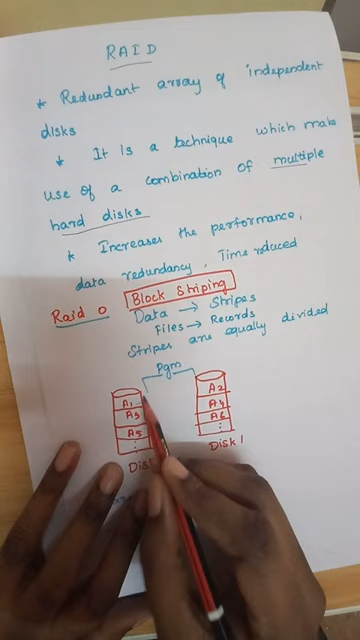 RAID
* Redundant array of independent
disks
* It is a technique which make
use of a combination of multiple
hard disks
* Increases the performance,
data redundancy, Time reduced
Raid 0 Block Striping
Data → Stripes
Files → Records
Stripes are equally divided
Pgm
A1
A3
A5
Disk
A2
A4
A6
Disk 1